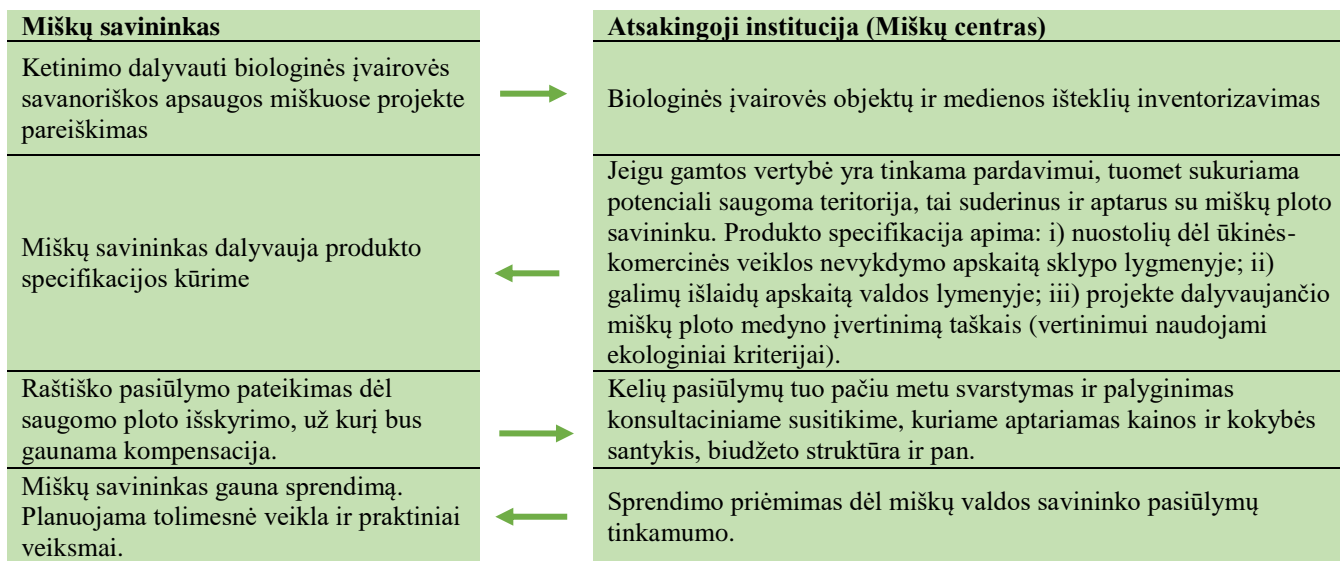 Miškų savininkas
Atsakingoji institucija (Miškų centras)
Ketinimo dalyvauti biologinės įvairovės
savanoriškos apsaugos miškuose projekte
pareiškimas
Biologinės įvairovės objektų ir medienos išteklių inventorizavimas
Miškų savininkas dalyvauja produkto
specifikacijos kūrime
Jeigu gamtos vertybė yra tinkama pardavimui, tuomet sukuriama
potenciali saugoma teritorija, tai suderinus ir aptarus su miškų ploto
savininku. Produkto specifikacija apima: i) nuostolių dėl ūkinės-
komercinės veiklos nevykdymo apskaitą sklypo lygmenyje; ii)
galimų išlaidų apskaitą valdos lymenyje; iii) projekte dalyvaujančio
miškų ploto medyno įvertinimą taškais (vertinimui naudojami
ekologiniai kriterijai).
Raštiško pasiūlymo pateikimas dėl
saugomo ploto išskyrimo, už kurį bus
gaunama kompensacija.
Kelių pasiūlymų tuo pačiu metu svarstymas ir palyginimas
konsultaciniame susitikime, kuriame aptariamas kainos ir kokybės
santykis, biudžeto struktūra ir pan.
Miškų savininkas gauna sprendimą.
Planuojama tolimesnė veikla ir praktiniai
veiksmai.
Sprendimo priėmimas dėl miškų valdos savininko pasiūlymų
tinkamumo.